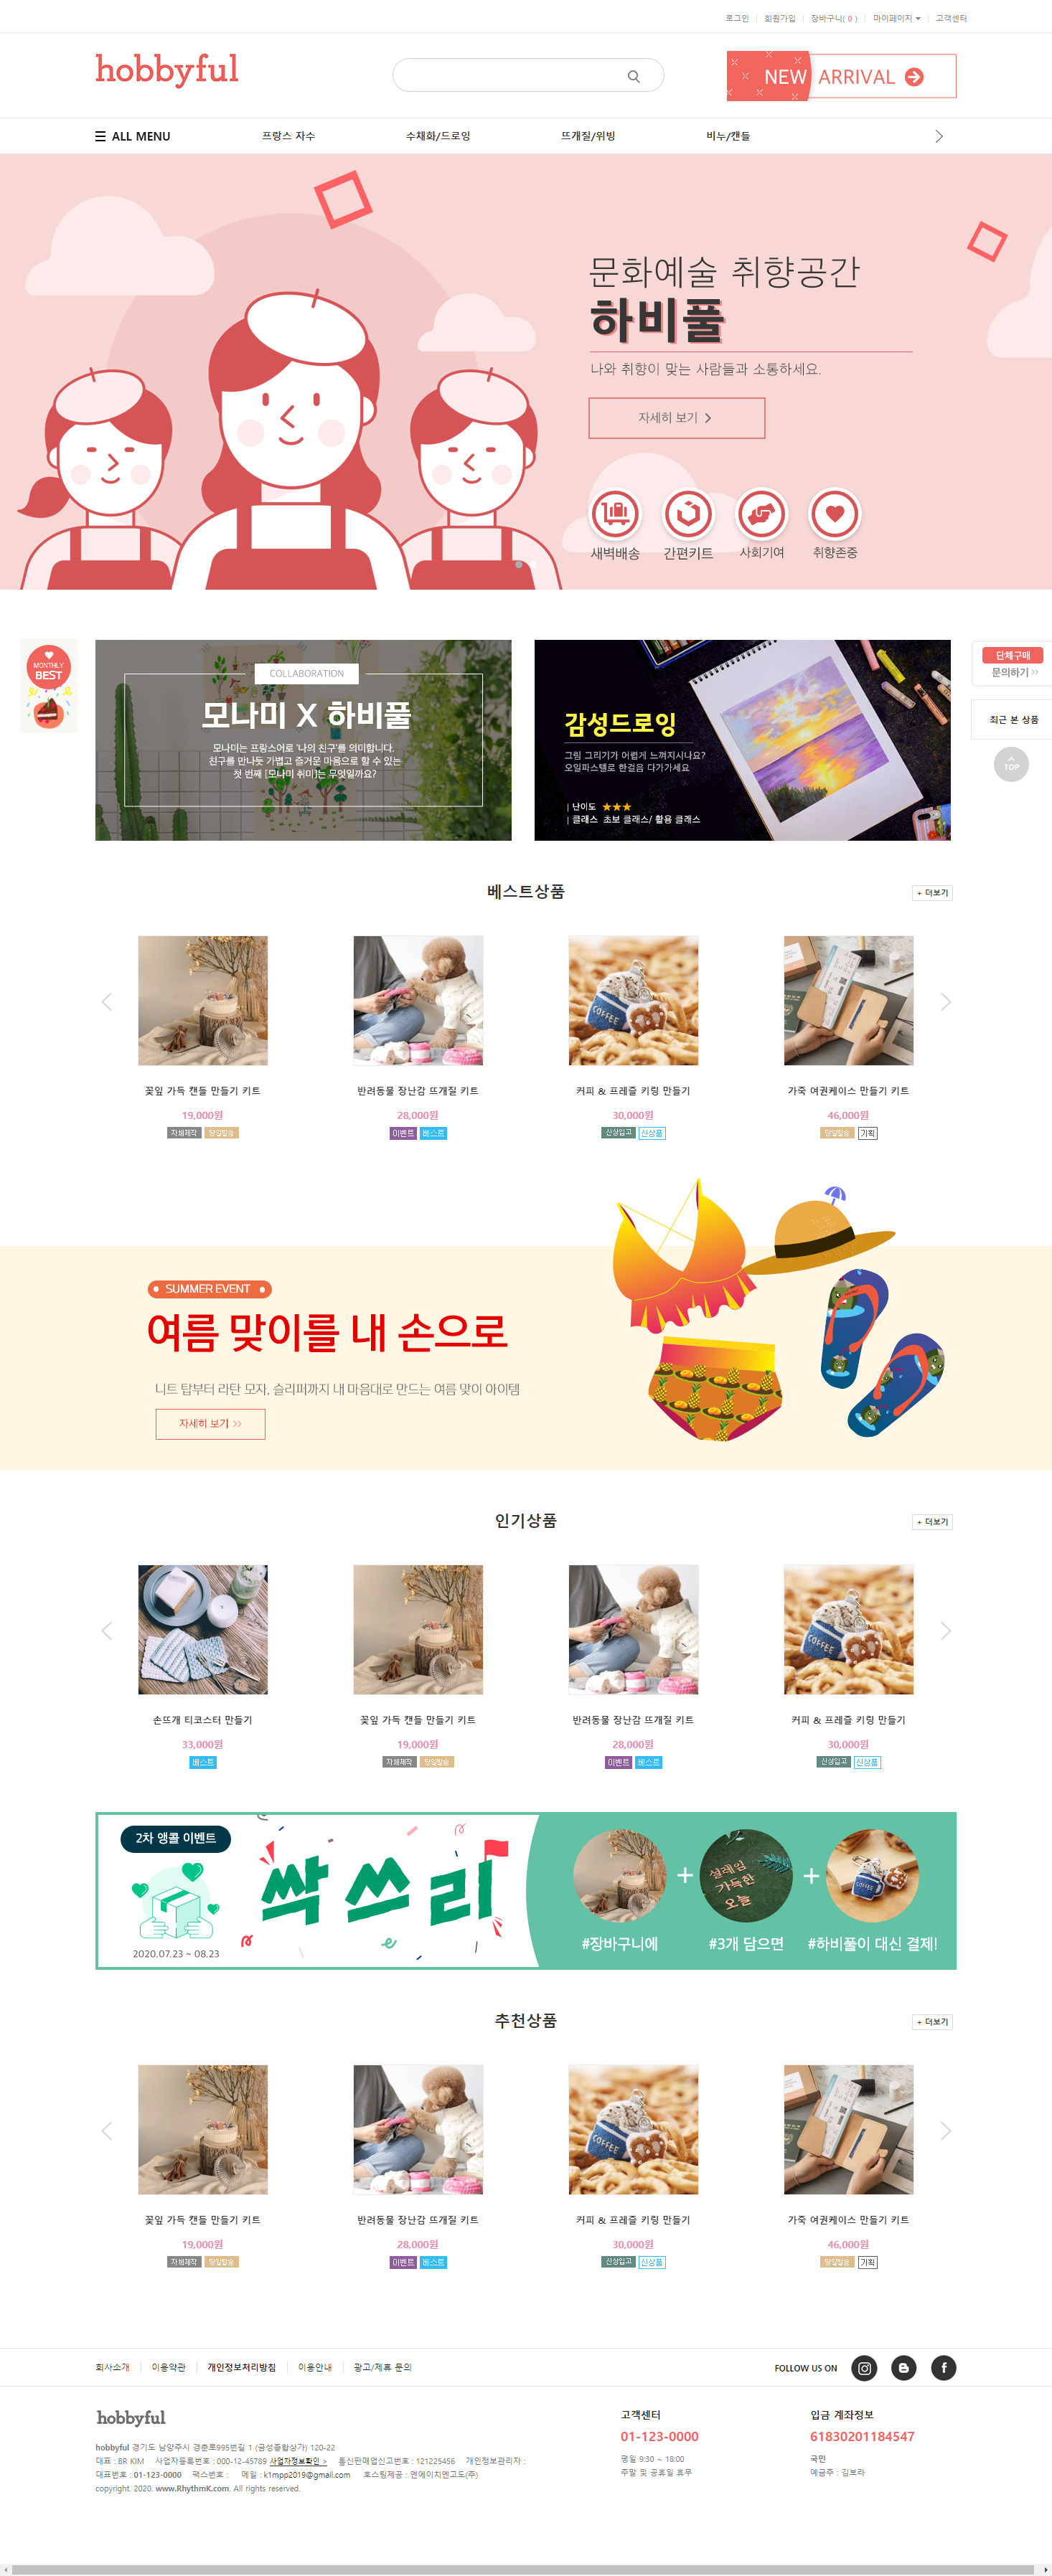 로그인 회원가입 장바구니( 0 ) 마이페이지 고객센터
hobbyful
NEW ARRIVAL
ALL MENU 프랑스 자수 수채화/드로잉 뜨개질/위빙 비누/캔들
문화예술 취향공간
하비풀
나와 취향이 맞는 사람들과 소통하세요.
자세히 보기
새벽배송 간편키트 사회기여 취향존중
MONTHLY
BEST
COLLABORATION
모나미 X 하비풀
모나미는 프랑스어로 '나의 친구'를 의미합니다.
친구를 만나듯 가볍고 즐거운 마음으로 할 수 있는
첫 번째 [모나미 취미]는 무엇일까요?
감성드로잉
그림 그리기가 어렵게 느껴지시나요?
오일파스텔로 한걸음 다가가세요
| 난이도 ★★★
| 클래스 초보 클래스/ 활용 클래스
단체구매
문의하기 >>
최근 본 상품
TOP
베스트상품
+ 더보기
COFFEE
꽃잎 가득 캔들 만들기 키트 반려동물 장난감 뜨개질 키트 커피 & 프레즐 키링 만들기 가죽 여권케이스 만들기 키트
19,000원 28,000원 30,000원 46,000원
자체제작 당일발송 이벤트 베스트 신상입고 신상품 당일발송 기획
SUMMER EVENT
여름 맞이를 내 손으로
니트 탑부터 라탄 모자, 슬리퍼까지 내 마음대로 만드는 여름 맞이 아이템
자세히 보기 >>
인기상품
+ 더보기
COFFEE
손뜨개 티코스터 만들기 꽃잎 가득 캔들 만들기 키트 반려동물 장난감 뜨개질 키트 커피 & 프레즐 키링 만들기
33,000원 19,000원 28,000원 30,000원
베스트 자체제작 당일발송 이벤트 베스트 신상입고 신상품
2차 앵콜 이벤트
싹쓰리
2020.07.23 ~ 08.23
설레임
가득한
오늘
COFFEE
#장바구니에 + #3개 담으면 + #하비풀이 대신 결제!
추천상품
+ 더보기
COFFEE
꽃잎 가득 캔들 만들기 키트 반려동물 장난감 뜨개질 키트 커피 & 프레즐 키링 만들기 가죽 여권케이스 만들기 키트
19,000원 28,000원 30,000원 46,000원
자체제작 당일발송 이벤트 베스트 신상입고 신상품 당일발송 기획
회사소개 이용약관 개인정보처리방침 이용안내 광고/제휴 문의 FOLLOW US ON
hobbyful
hobbyful 경기도 남양주시 경춘로995번길 1 (금성종합상가) 120-22
대표 : BR KIM 사업자등록번호 : 000-12-45789 사업자정보확인 > 통신판매업신고번호 : 121225456 개인정보관리자 :
대표번호 : 01-123-0000 팩스번호 : 메일 : k1mpp2019@gmail.com 호스팅제공 : 엔에이치엔고도(주)
copyright. 2020. www.RhythmK.com. All rights reserved.
고객센터
01-123-0000
평일 9:30 ~ 18:00
주말 및 공휴일 휴무
입금 계좌정보
61830201184547
국민
예금주 : 김보라